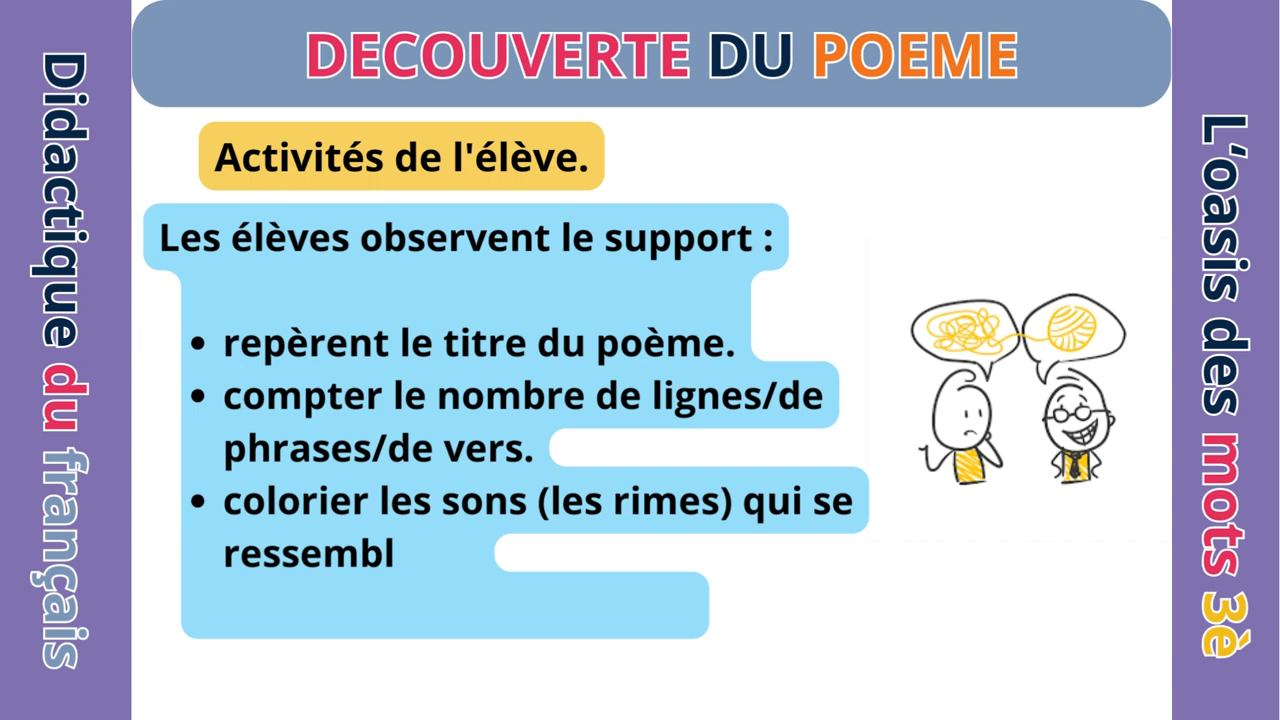 DECOUVERTE DU POEME
Didactique du français
Activités de l'élève.
Les élèves observent le support :
• repèrent le titre du poème.
• compter le nombre de lignes/de
phrases/de vers.
• colorier les sons (les rimes) qui se
ressembl
L'oasis des mots 3è